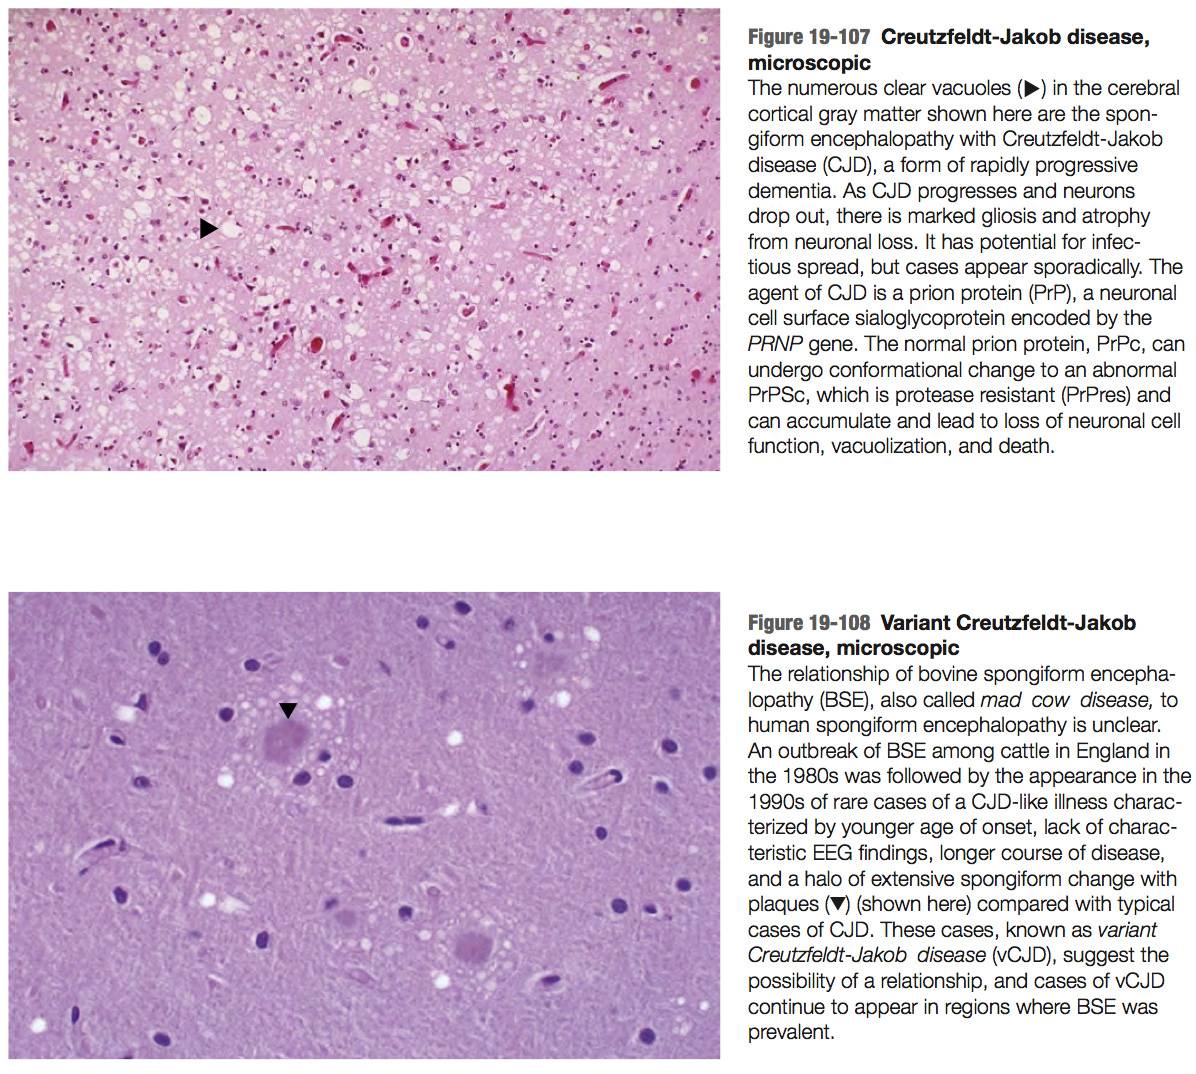 Figure 19-107 Creutzfeldt-Jakob disease,
microscopic
The numerous clear vacuoles (▶) in the cerebral
cortical gray matter shown here are the spon-
giform encephalopathy with Creutzfeldt-Jakob
disease (CJD), a form of rapidly progressive
dementia. As CJD progresses and neurons
drop out, there is marked gliosis and atrophy
from neuronal loss. It has potential for infec-
tious spread, but cases appear sporadically. The
agent of CJD is a prion protein (PrP), a neuronal
cell surface sialoglycoprotein encoded by the
PRNP gene. The normal prion protein, PrPc, can
undergo conformational change to an abnormal
PrPSc, which is protease resistant (PrPres) and
can accumulate and lead to loss of neuronal cell
function, vacuolization, and death.
Figure 19-108 Variant Creutzfeldt-Jakob
disease, microscopic
The relationship of bovine spongiform encepha-
lopathy (BSE), also called mad cow disease, to
human spongiform encephalopathy is unclear.
An outbreak of BSE among cattle in England in
the 1980s was followed by the appearance in the
1990s of rare cases of a CJD-like illness charac-
terized by younger age of onset, lack of charac-
teristic EEG findings, longer course of disease,
and a halo of extensive spongiform change with
plaques (▼) (shown here) compared with typical
cases of CJD. These cases, known as variant
Creutzfeldt-Jakob disease (vCJD), suggest the
possibility of a relationship, and cases of vCJD
continue to appear in regions where BSE was
prevalent.